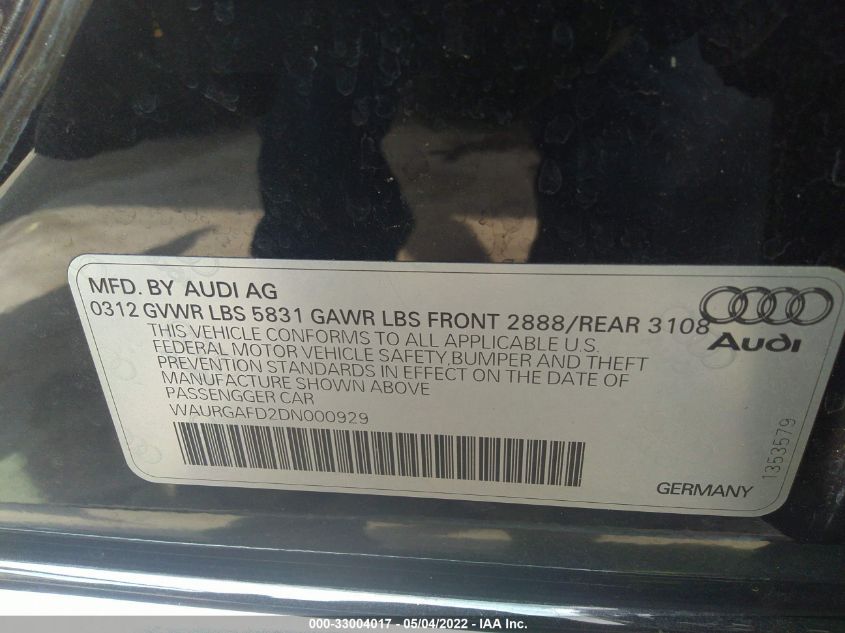 MFD. BY AUDI AG
0312 GVWR LBS 5831 GAWR LBS FRONT 2888/REAR 3108
THIS VEHICLE CONFORMS TO ALL APPLICABLE U.S.
FEDERAL MOTOR VEHICLE SAFETY,BUMPER AND THEFT
PREVENTION STANDARDS IN EFFECT ON THE DATE OF
MANUFACTURE SHOWN ABOVE
PASSENGGER CAR
WAURGAFD2DN000929
Audi
1353579
GERMANY
000-33004017 - 05/04/2022 - IAA Inc.